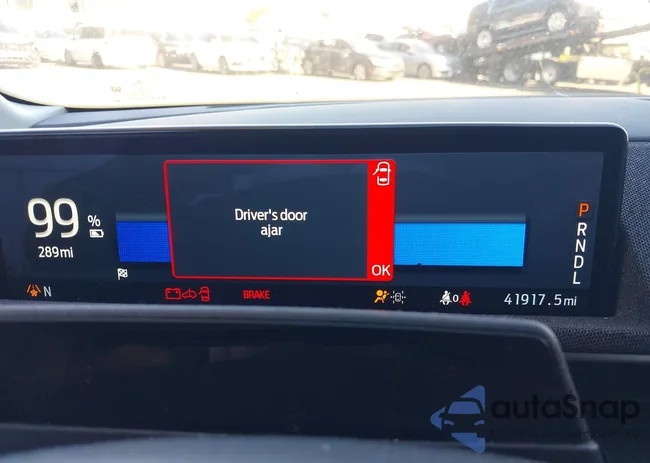 99 %
289mi
Driver's door
ajar
OK
P
R
N
D
L
N
BRAKE
0
41917.5 mi
autoSnap